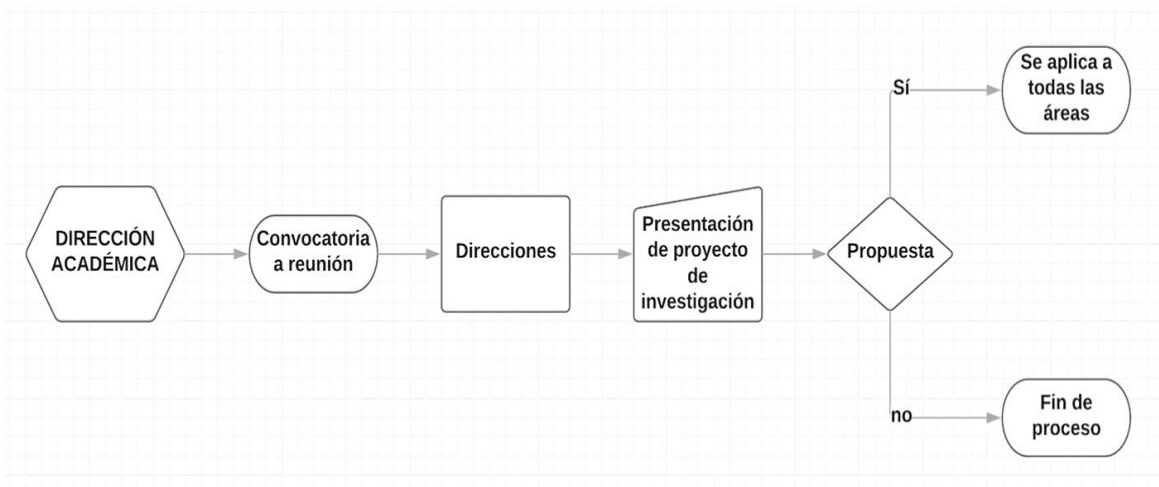 DIRECCIÓN
ACADÉMICA
Convocatoria
a reunión
Direcciones
Presentación
de proyecto
de
investigación
Propuesta
Sí
Se aplica a
todas las
áreas
no
Fin de
proceso